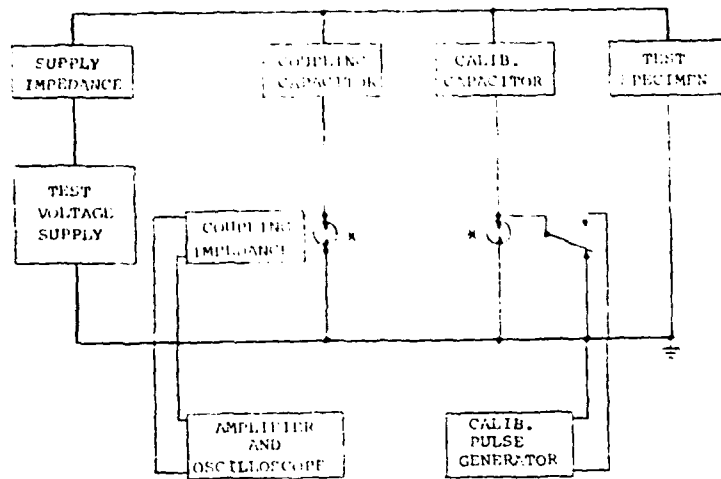 SUPPLY
IMPEDANCE
COUPLING
CAPACITOR
CALIB.
CAPACITOR
TEST
SPECIMEN
TEST
VOLTAGE
SUPPLY
COUPLING
IMPEDANCE
*
*
AMPLIFIER
AND
OSCILLOSCOPE
CALIB.
PULSE
GENERATOR